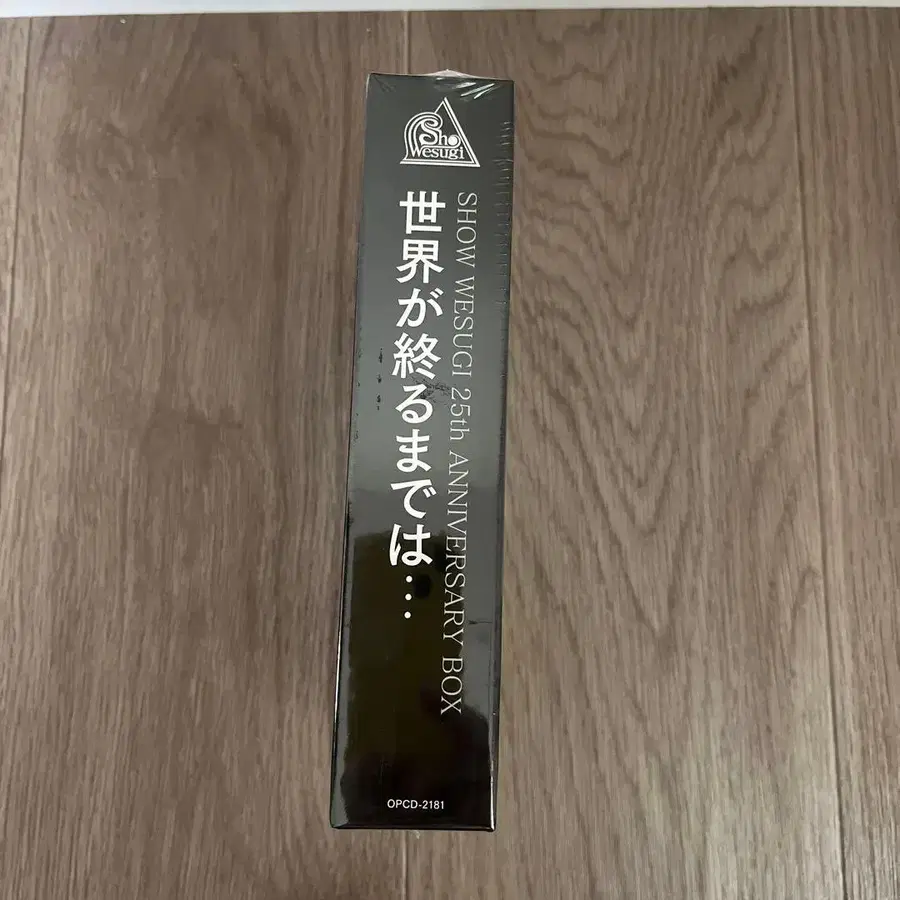 Sho
Wesugi
世界が終るまでは…
SHOW WESUGI 25th ANNIVERSARY BOX
OPCD-2181